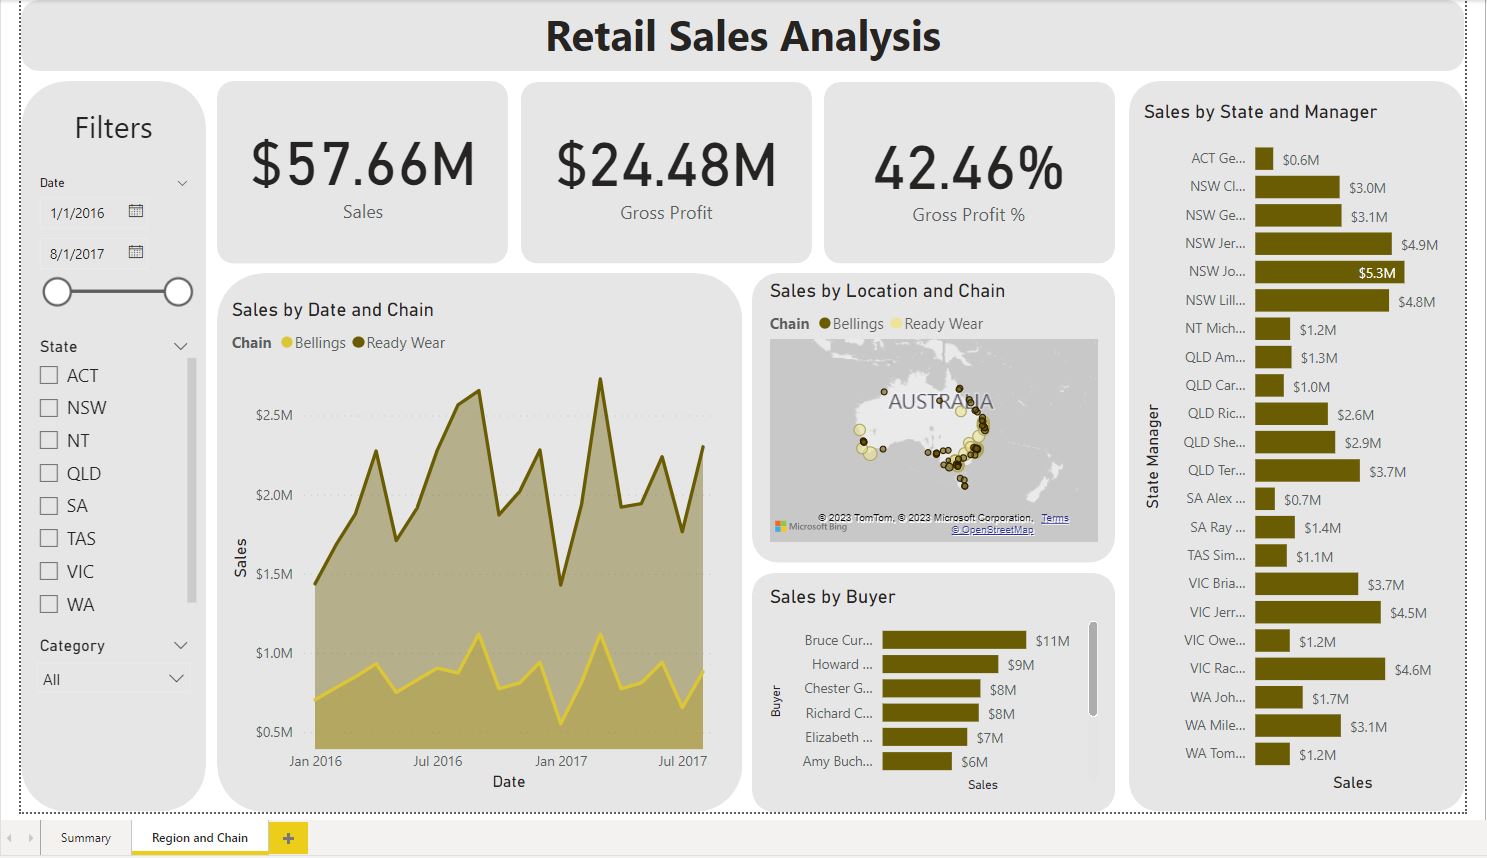 Retail Sales Analysis
Filters
Date
1/1/2016
8/1/2017
State
ACT
NSW
NT
QLD
SA
TAS
VIC
WA
Category
All
$57.66M
Sales
$24.48M
Gross Profit
42.46%
Gross Profit %
Sales by Date and Chain
Chain Bellings Ready Wear
$2.5M
$2.0M
$1.5M
$1.0M
$0.5M
Sales
Jan 2016 Jul 2016 Jan 2017 Jul 2017
Date
Sales by Location and Chain
Chain Bellings Ready Wear
AUSTRALIA
© 2023 TomTom, © 2023 Microsoft Corporation, Terms
Microsoft Bing © OpenStreetMap
Sales by Buyer
Buyer
Bruce Cur... $11M
Howard ... $9M
Chester G... $8M
Richard C... $8M
Elizabeth ... $7M
Amy Buch... $6M
Sales
Sales by State and Manager
State Manager
ACT Ge... $0.6M
NSW Cl... $3.0M
NSW Ge... $3.1M
NSW Jer... $4.9M
NSW Jo... $5.3M
NSW Lill... $4.8M
NT Mich... $1.2M
QLD Am... $1.3M
QLD Car... $1.0M
QLD Ric... $2.6M
QLD She... $2.9M
QLD Ter... $3.7M
SA Alex ... $0.7M
SA Ray ... $1.4M
TAS Sim... $1.1M
VIC Bria... $3.7M
VIC Jerr... $4.5M
VIC Owe... $1.2M
VIC Rac... $4.6M
WA Joh... $1.7M
WA Mile... $3.1M
WA Tom... $1.2M
Sales
Summary Region and Chain +